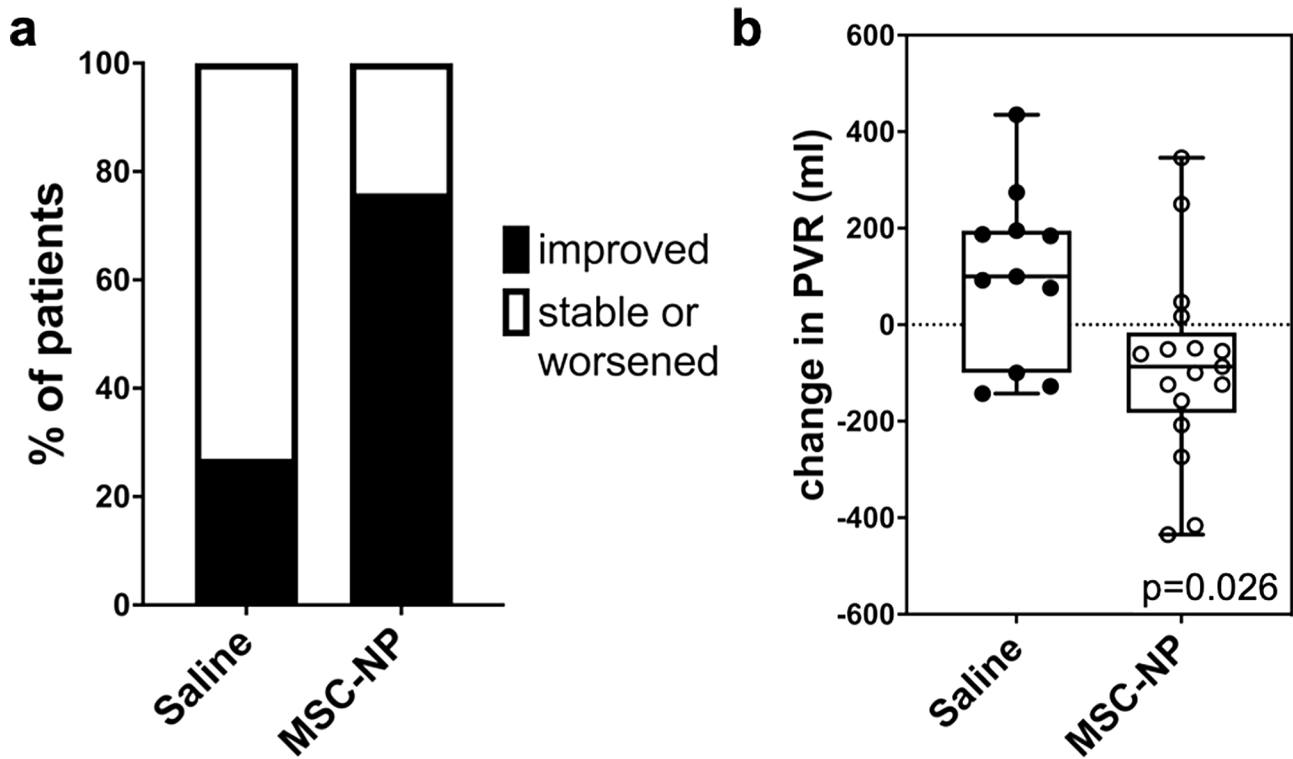 a
% of patients
100
80
60
40
20
0
Saline
MSC-NP
improved
stable or
worsened
b
change in PVR (ml)
600
400
200
0
-200
-400
-600
p=0.026
Saline
MSC-NP